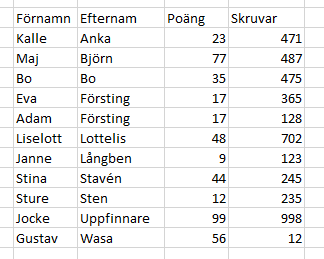 Förnamn Efternam Poäng Skruvar
Kalle Anka 23 471
Maj Björn 77 487
Bo Bo 35 475
Eva Försting 17 365
Adam Försting 17 128
Liselott Lottelis 48 702
Janne Långben 9 123
Stina Stavén 44 245
Sture Sten 12 235
Jocke Uppfinnare 99 998
Gustav Wasa 56 12